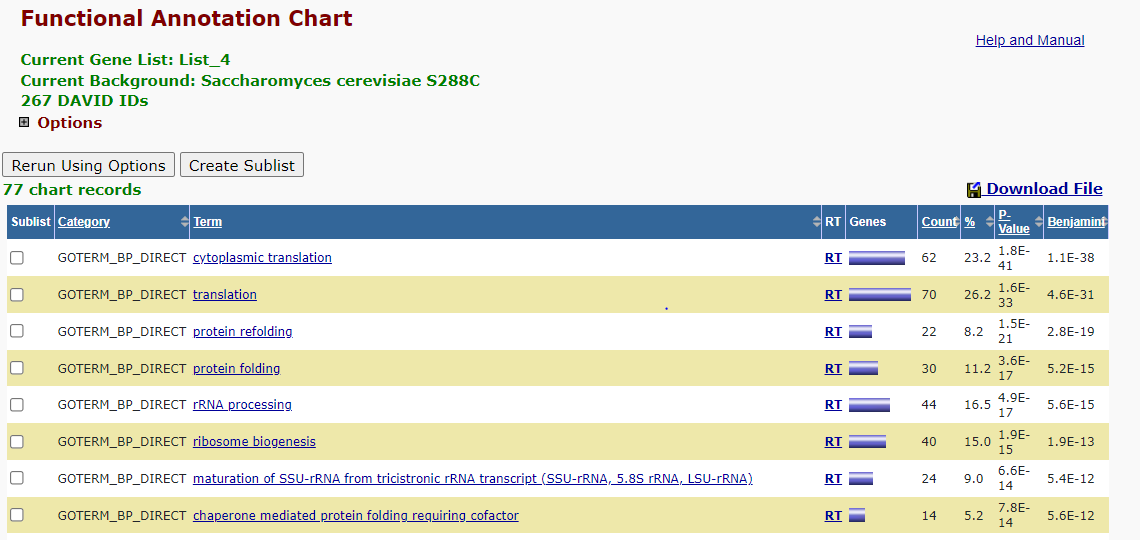 Functional Annotation Chart
Help and Manual
Current Gene List: List_4
Current Background: Saccharomyces cerevisiae S288C
267 DAVID IDs
Options
Rerun Using Options Create Sublist
77 chart records Download File
Sublist Category Term RT Genes Count % P-Value Benjamini
GOTERM_BP_DIRECT cytoplasmic translation RT 62 23.2 1.8E-41 1.1E-38
GOTERM_BP_DIRECT translation RT 70 26.2 1.6E-33 4.6E-31
GOTERM_BP_DIRECT protein refolding RT 22 8.2 1.5E-21 2.8E-19
GOTERM_BP_DIRECT protein folding RT 30 11.2 3.6E-17 5.2E-15
GOTERM_BP_DIRECT rRNA processing RT 44 16.5 4.9E-17 5.6E-15
GOTERM_BP_DIRECT ribosome biogenesis RT 40 15.0 1.9E-15 1.9E-13
GOTERM_BP_DIRECT maturation of SSU-rRNA from tricistronic rRNA transcript (SSU-rRNA, 5.8S rRNA, LSU-rRNA) RT 24 9.0 6.6E-14 5.4E-12
GOTERM_BP_DIRECT chaperone mediated protein folding requiring cofactor RT 14 5.2 7.8E-14 5.6E-12